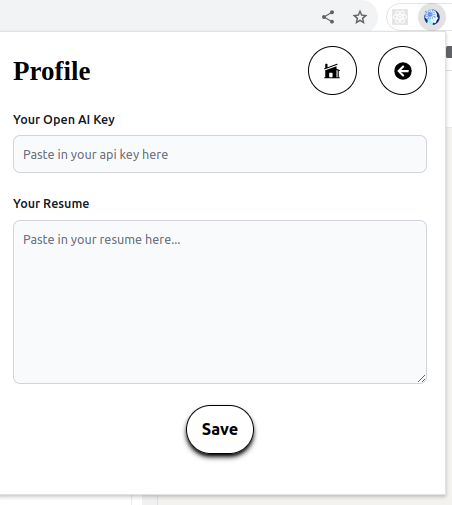 Profile
Your Open AI Key
Paste in your api key here
Your Resume
Paste in your resume here...
Save